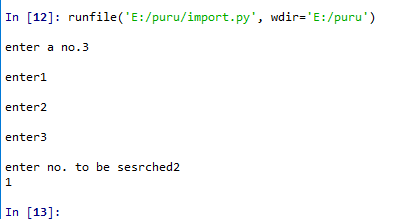 In [12]: runfile('E:/puru/import.py', wdir='E:/puru')
enter a no.3
enter1
enter2
enter3
enter no. to be sesrched2
1
In [13]: